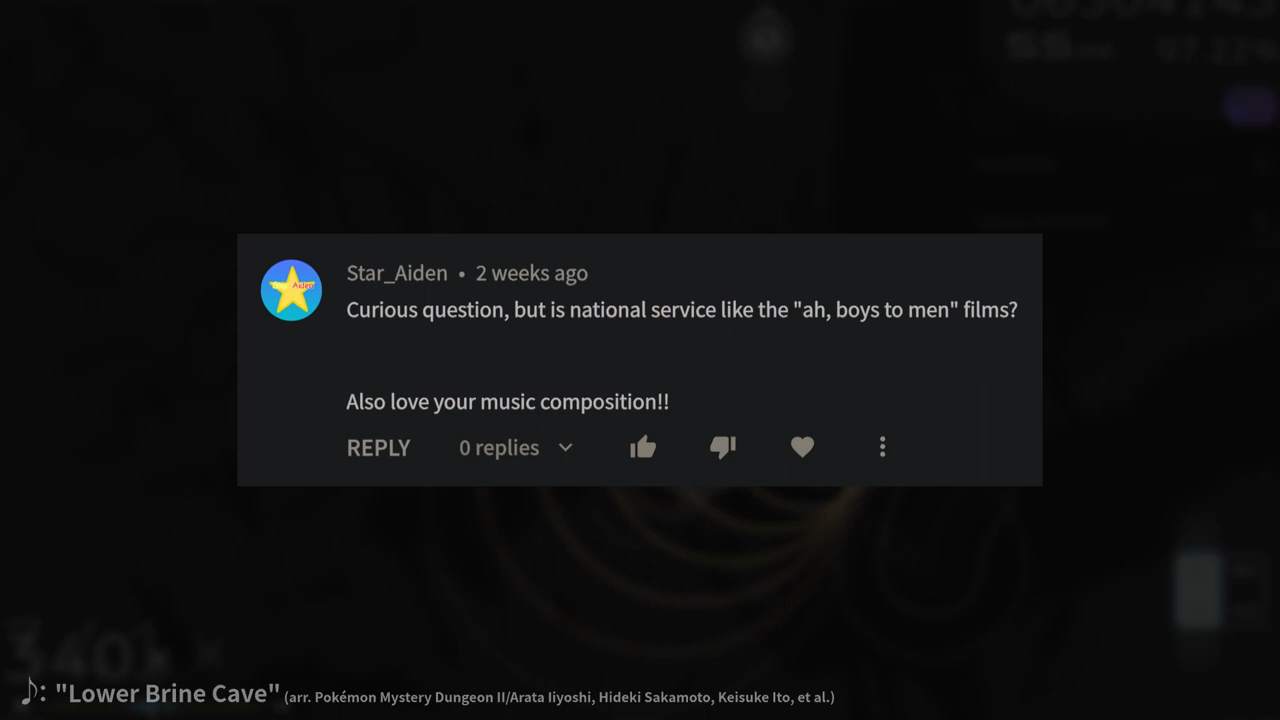 Star_Aiden • 2 weeks ago
Curious question, but is national service like the "ah, boys to men" films?
Also love your music composition!!
REPLY 0 replies
340x
♪: "Lower Brine Cave" (arr. Pokémon Mystery Dungeon II/Arata Iiyoshi, Hideki Sakamoto, Keisuke Ito, et al.)